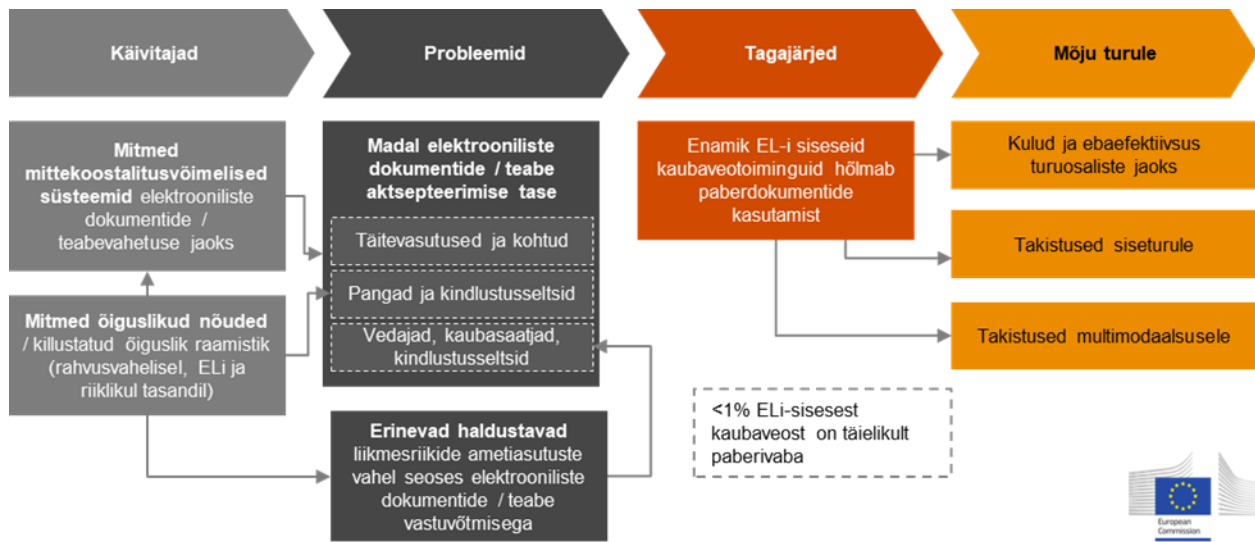 Käivitajad
Probleemid
Tagajärjed
Mõju turule
Mitmed
mittekoostalitusvõimelised
süsteemid elektrooniliste
dokumentide /
teabevahetuse jaoks
Mitmed õiguslikud nõuded
/ killustatud õiguslik raamistik
(rahvusvahelisel, ELi ja
riiklikul tasandil)
Madal elektrooniliste
dokumentide / teabe
aktsepteerimise tase
Täitevasutused ja kohtud
Pangad ja kindlustusseltsid
Vedajad, kaubasaatjad,
kindlustusseltsid
Erinevad haldustavad
liikmesriikide ametiasutuste
vahel seoses elektrooniliste
dokumentide / teabe
vastuvõtmisega
Enamik EL-i siseseid
kaubaveotoiminguid hõlmab
paberdokumentide
kasutamist
<1% ELi-sisesest
kaubaveost on täielikult
paberivaba
Kulud ja ebaefektiivsus
turuosaliste jaoks
Takistused siseturule
Takistused multimodaalsusele
European
Commission